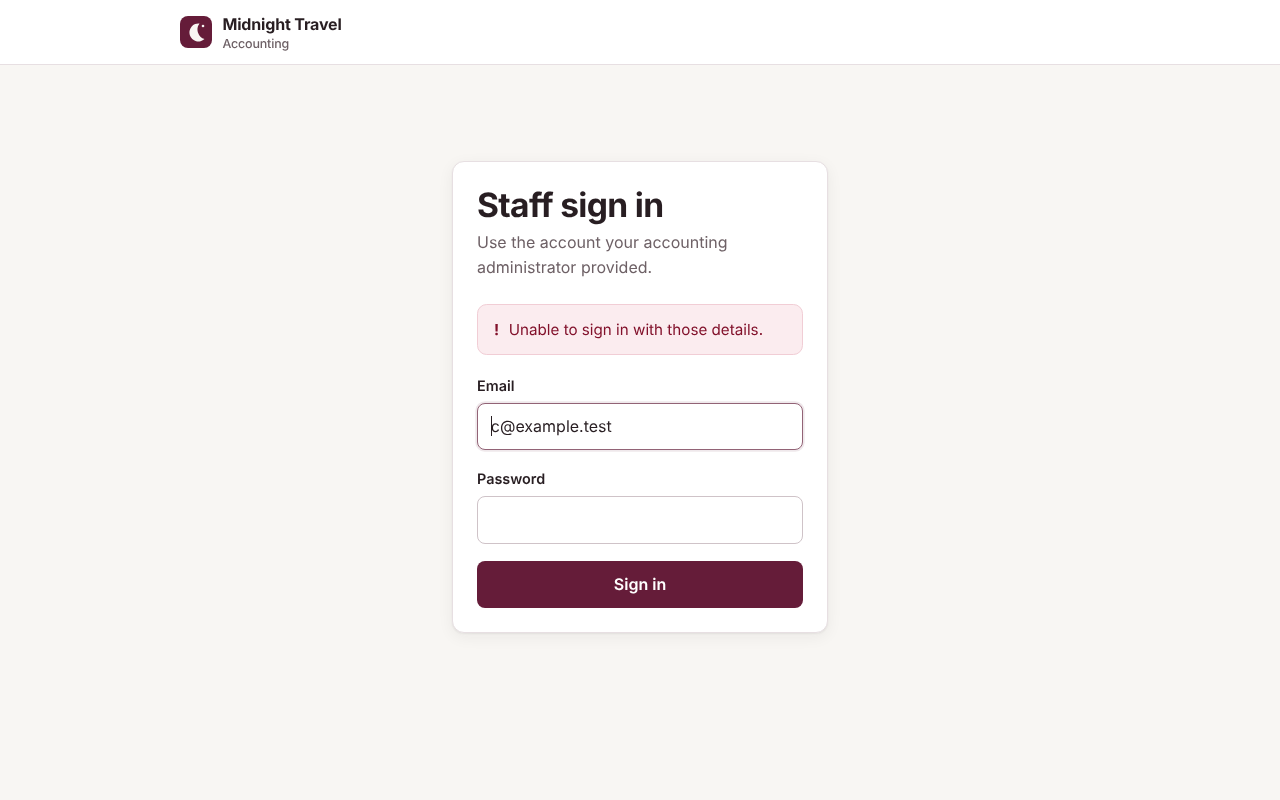 Midnight Travel
Accounting
Staff sign in
Use the account your accounting
administrator provided.
! Unable to sign in with those details.
Email
c@example.test
Password
Sign in